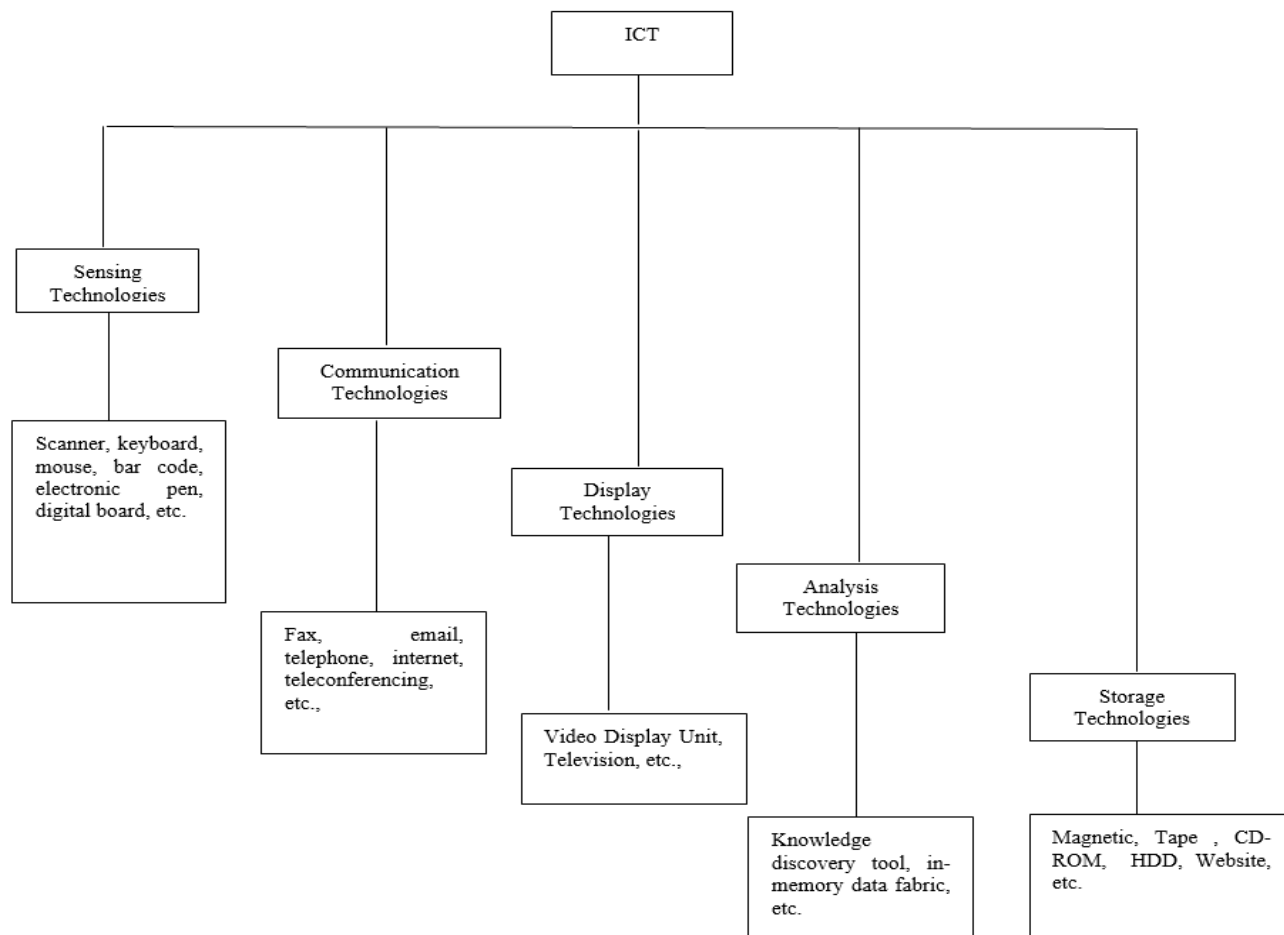 ICT
Sensing
Technologies
Communication
Technologies
Scanner, keyboard,
mouse, bar code,
electronic pen,
digital board, etc.
Display
Technologies
Analysis
Technologies
Fax, email,
telephone, internet,
teleconferencing,
etc.,
Storage
Technologies
Video Display Unit,
Television, etc.,
Knowledge
discovery tool, in-
memory data fabric,
etc.
Magnetic, Tape , CD-
ROM, HDD, Website,
etc.